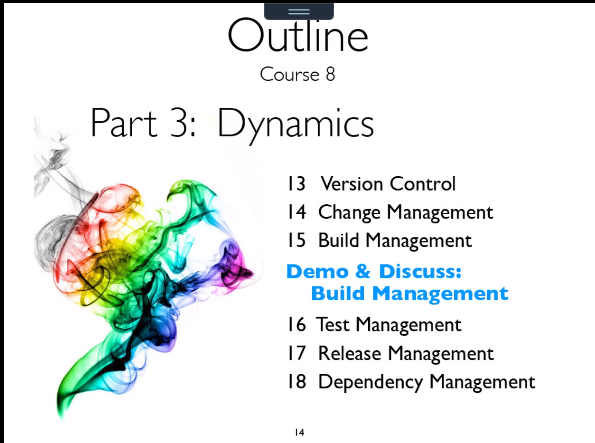 Outline
Course 8
Part 3: Dynamics
13 Version Control
14 Change Management
15 Build Management
Demo & Discuss:
Build Management
16 Test Management
17 Release Management
18 Dependency Management
14